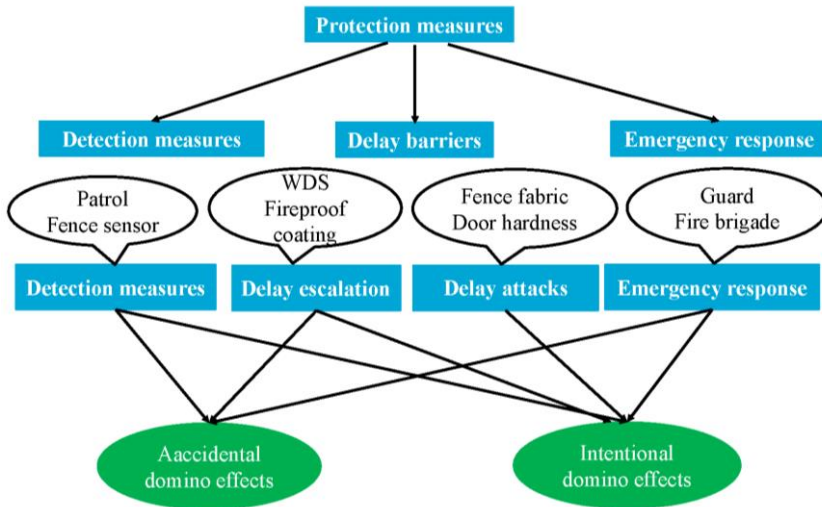 Protection measures
Detection measures
Delay barriers
Emergency response
Patrol
Fence sensor
WDS
Fireproof
coating
Fence fabric
Door hardness
Guard
Fire brigade
Detection measures
Delay escalation
Delay attacks
Emergency response
Aaccidental
domino effects
Intentional
domino effects